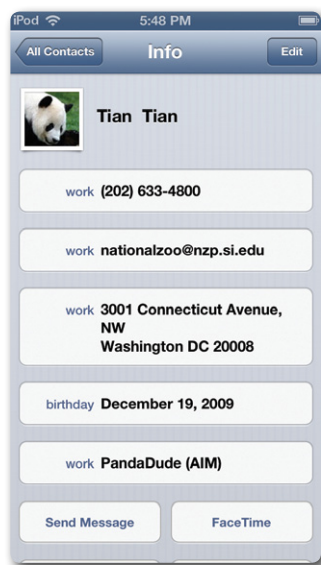 iPod 5:48 PM
All Contacts Info Edit
Tian Tian
work (202) 633-4800
work nationalzoo@nzp.si.edu
work 3001 Connecticut Avenue,
NW
Washington DC 20008
birthday December 19, 2009
work PandaDude (AIM)
Send Message FaceTime